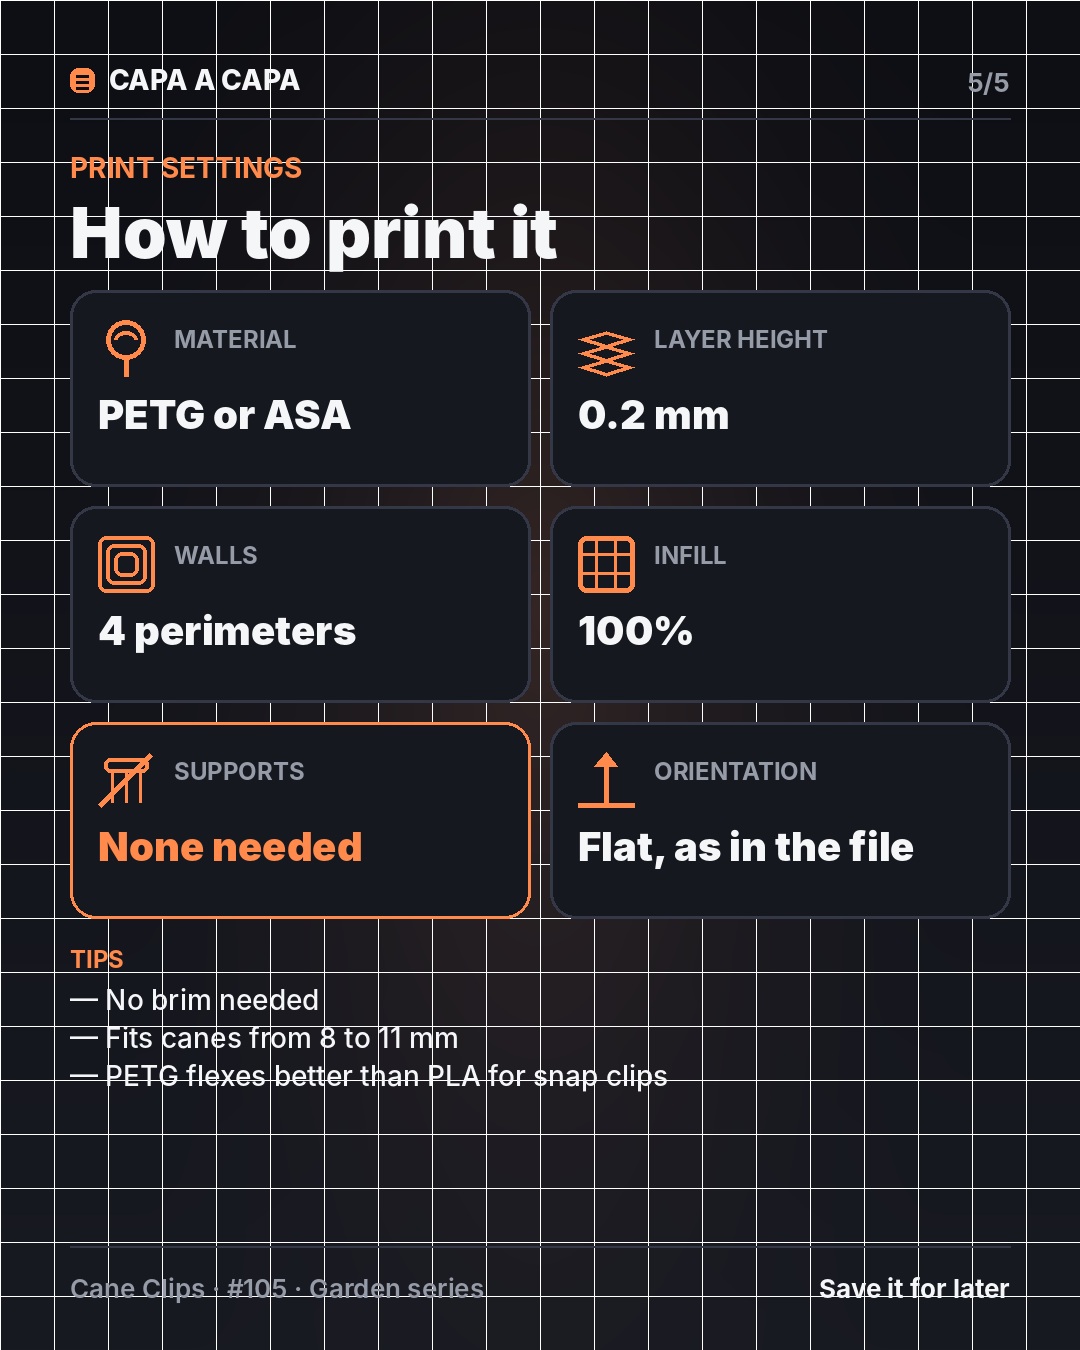 CAPA A CAPA
5/5
PRINT SETTINGS
How to print it
MATERIAL
PETG or ASA
LAYER HEIGHT
0.2 mm
WALLS
4 perimeters
INFILL
100%
SUPPORTS
None needed
ORIENTATION
Flat, as in the file
TIPS
— No brim needed
— Fits canes from 8 to 11 mm
— PETG flexes better than PLA for snap clips
Cane Clips · #105 · Garden series
Save it for later